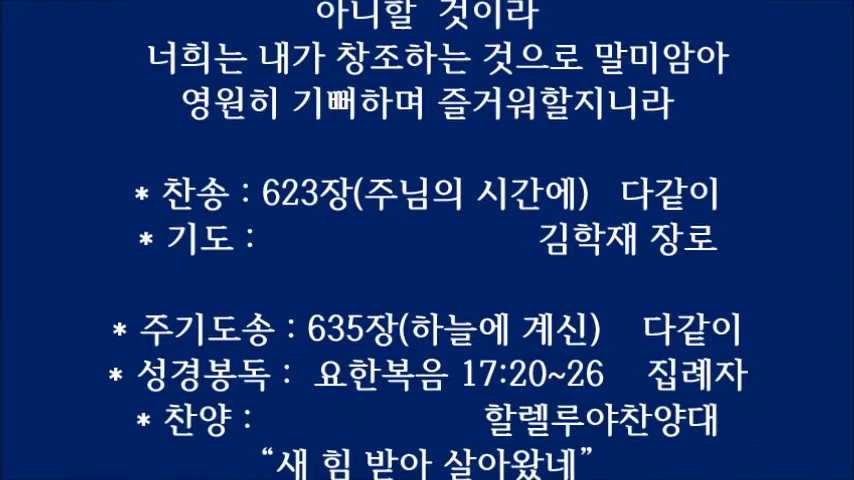 아니할 것이라
너희는 내가 창조하는 것으로 말미암아
영원히 기뻐하며 즐거워할지니라
* 찬송 : 623장(주님의 시간에) 다같이
* 기도 : 김학재 장로
* 주기도송 : 635장(하늘에 계신) 다같이
* 성경봉독 : 요한복음 17:20~26 집례자
* 찬양 : 할렐루야찬양대
“새 힘 받아 살아왔네”